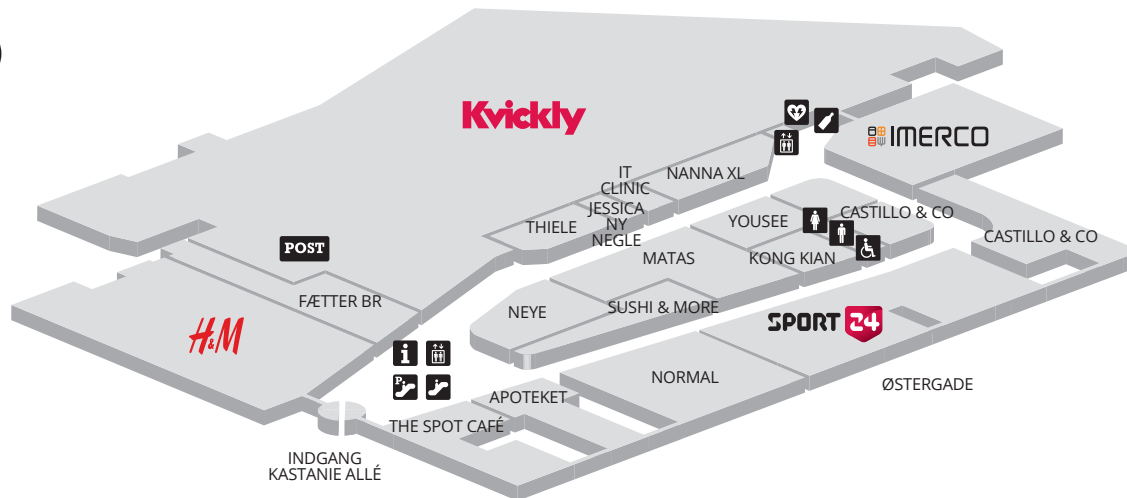 )
Kvickly
IMERCO
IT
CLINIC
NANNA XL
JESSICA
NY
NEGLE
THIELE
YOUSEE
CASTILLO & CO
CASTILLO & CO
POST
MATAS
KONG KIAN
FÆTTER BR
NEYE
SUSHI & MORE
SPORT 24
H&M
i
P
NORMAL
ØSTERGADE
APOTEKET
THE SPOT CAFÉ
INDGANG
KASTANIE ALLÉ